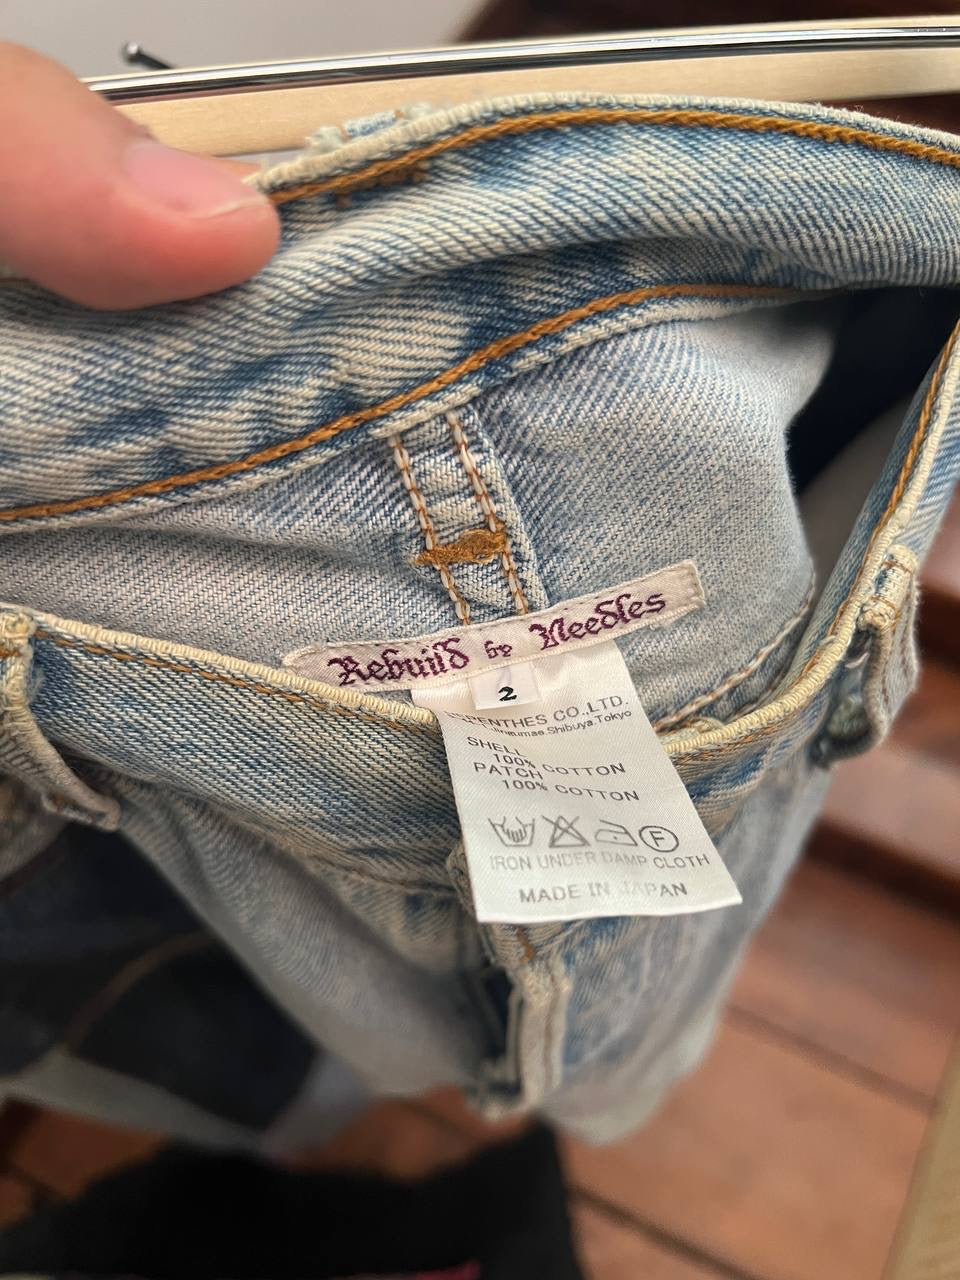 Rebuild by Needles
2
PENTHES CO.,LTD.
Shibuya.Tokyo
SHELL
100% COTTON
PATCH
100% COTTON
F
IRON UNDER DAMP CLOTH
MADE IN JAPAN